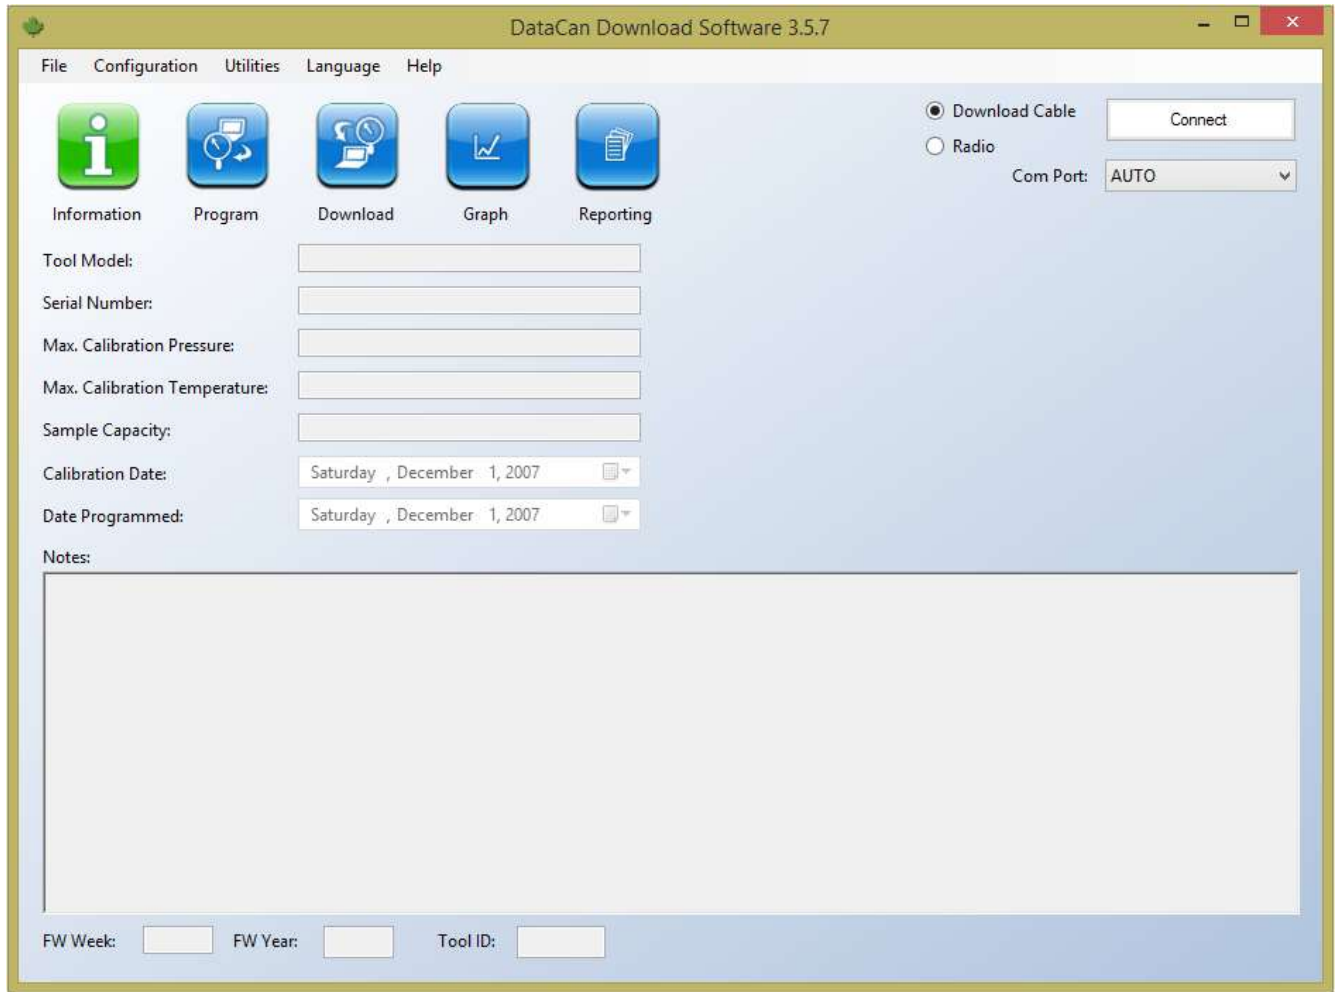 DataCan Download Software 3.5.7
File Configuration Utilities Language Help
Download Cable
Connect
Radio
Com Port: AUTO
Information Program Download Graph Reporting
Tool Model:
Serial Number:
Max. Calibration Pressure:
Max. Calibration Temperature:
Sample Capacity:
Calibration Date: Saturday , December 1, 2007
Date Programmed: Saturday , December 1, 2007
Notes:
FW Week: FW Year: Tool ID: